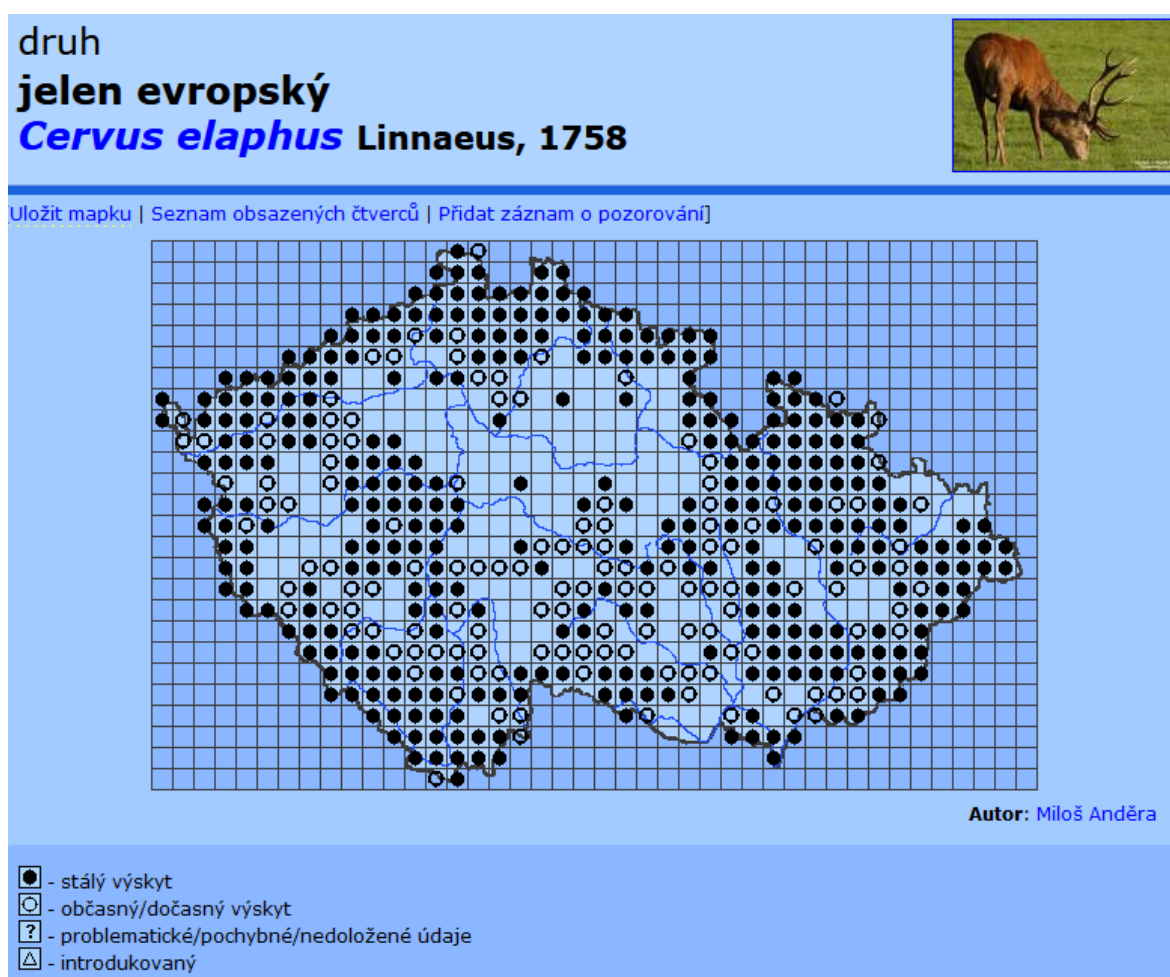 druh
jelen evropský
Cervus elaphus Linnaeus, 1758
[Uložit mapku | Seznam obsazených čtverců | Přidat záznam o pozorování]
Autor: Miloš Anděra
- stálý výskyt
- občasný/dočasný výskyt
? - problematické/pochybné/nedoložené údaje
- introdukovaný